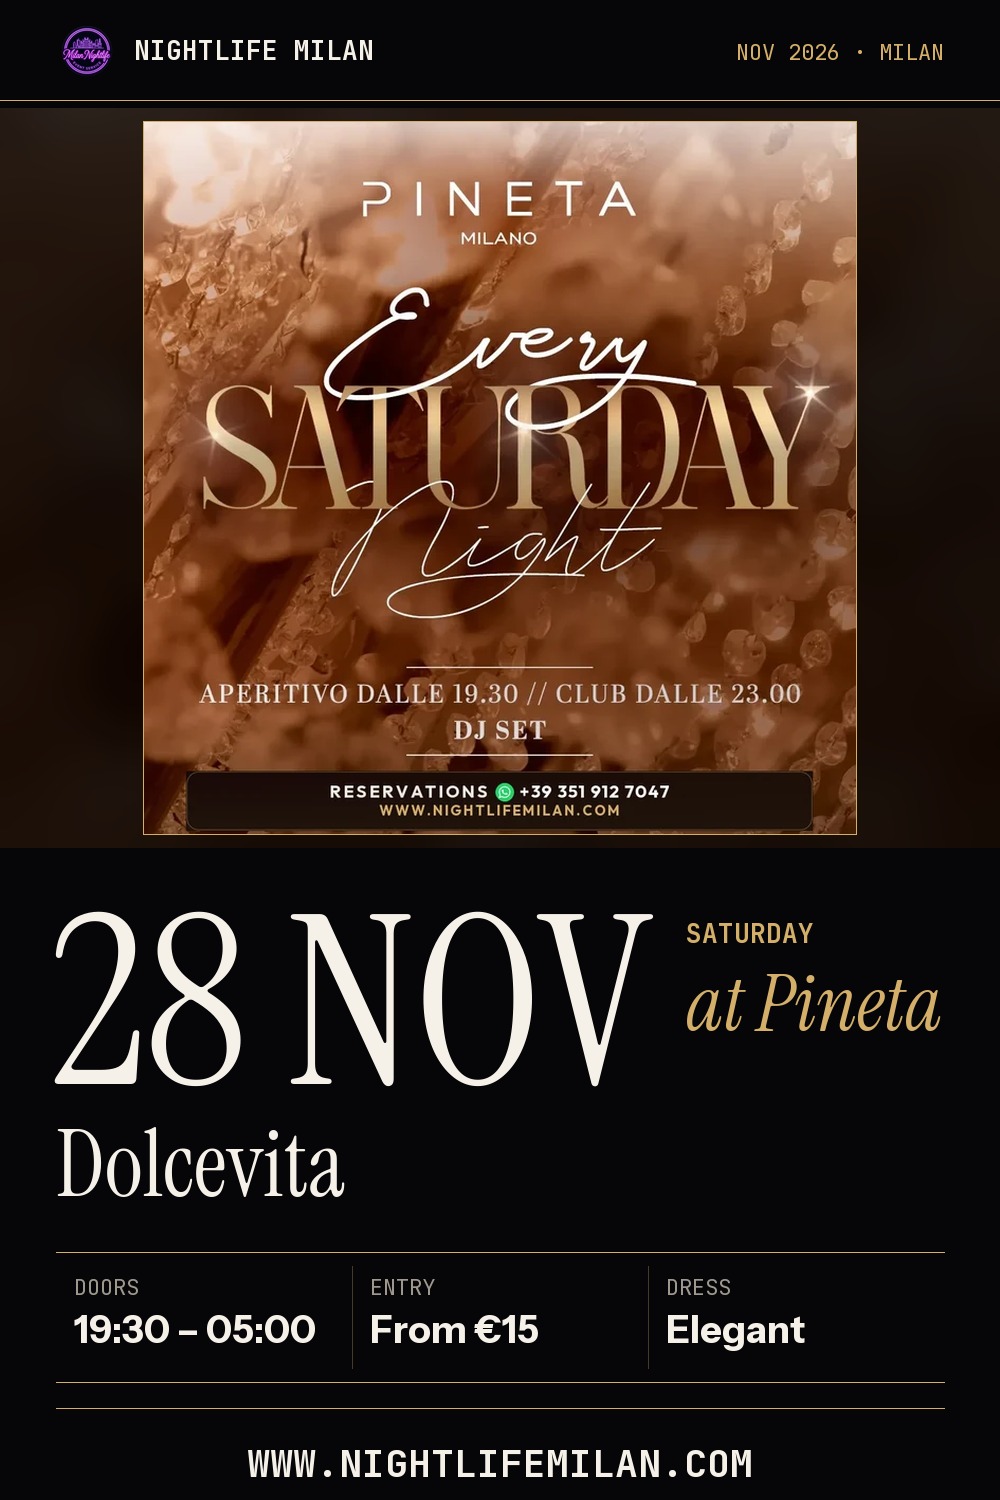 Milan Nightlife
NIGHTLIFE MILAN
NOV 2026 · MILAN
PINETA
MILANO
Every
SATURDAY
Night
APERITIVO DALLE 19.30 // CLUB DALLE 23.00
DJ SET
RESERVATIONS +39 351 912 7047
WWW.NIGHTLIFEMILAN.COM
28 NOV
SATURDAY
at Pineta
Dolcevita
DOORS
19:30 – 05:00
ENTRY
From €15
DRESS
Elegant
WWW.NIGHTLIFEMILAN.COM